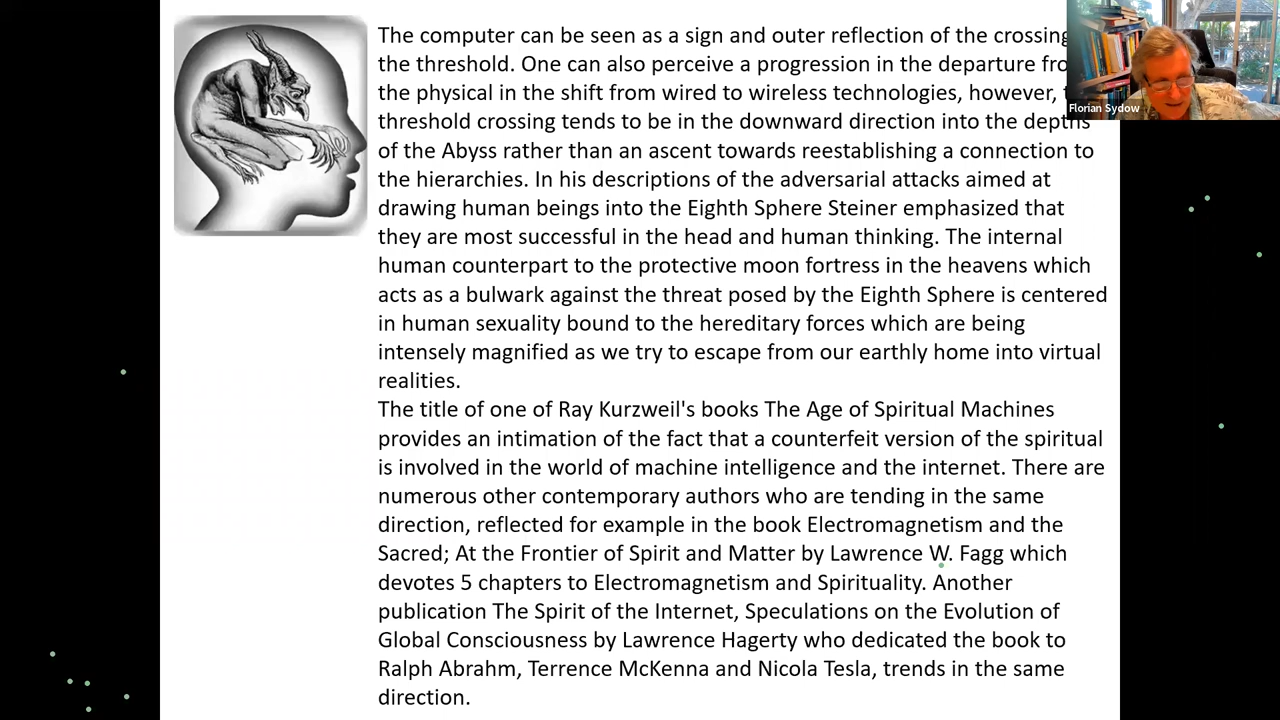 The computer can be seen as a sign and outer reflection of the crossing
the threshold. One can also perceive a progression in the departure
the physical in the shift from wired to wireless technologies, however,
threshold crossing tends to be in the downward direction into the depths
of the Abyss rather than an ascent towards reestablishing a connection to
the hierarchies. In his descriptions of the adversarial attacks aimed at
drawing human beings into the Eighth Sphere Steiner emphasized that
they are most successful in the head and human thinking. The internal
human counterpart to the protective moon fortress in the heavens which
acts as a bulwark against the threat posed by the Eighth Sphere is centered
in human sexuality bound to the hereditary forces which are being
intensely magnified as we try to escape from our earthly home into virtual
realities.
The title of one of Ray Kurzweil's books The Age of Spiritual Machines
provides an intimation of the fact that a counterfeit version of the spiritual
is involved in the world of machine intelligence and the internet. There are
numerous other contemporary authors who are tending in the same
direction, reflected for example in the book Electromagnetism and the
Sacred; At the Frontier of Spirit and Matter by Lawrence W. Fagg which
devotes 5 chapters to Electromagnetism and Spirituality. Another
publication The Spirit of the Internet, Speculations on the Evolution of
Global Consciousness by Lawrence Hagerty who dedicated the book to
Ralph Abrahm, Terrence McKenna and Nicola Tesla, trends in the same
direction.
Florian Sydow